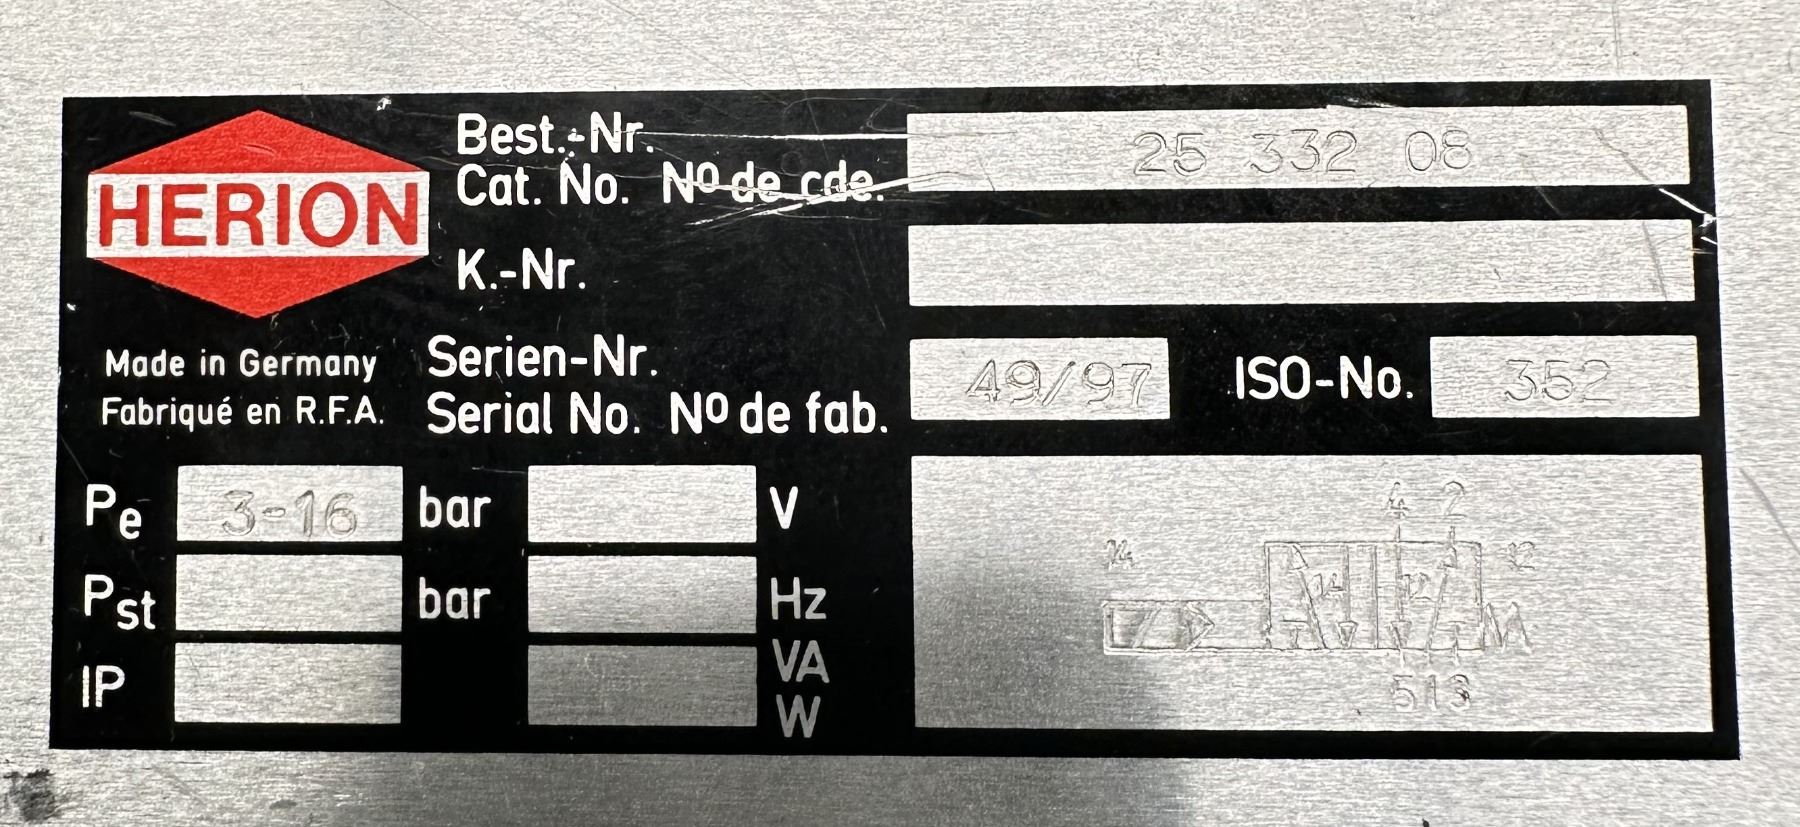 HERION
Made in Germany
Fabriqué en R.F.A.
Best.-Nr.
Cat. No. Nº de cde.
25 332 08
K.-Nr.
Serien-Nr.
Serial No. Nº de fab.
49/97
ISO-No.
352
Pe 3-16 bar V
Pst bar Hz
IP VA
W
4 2
14 12
14 12
513